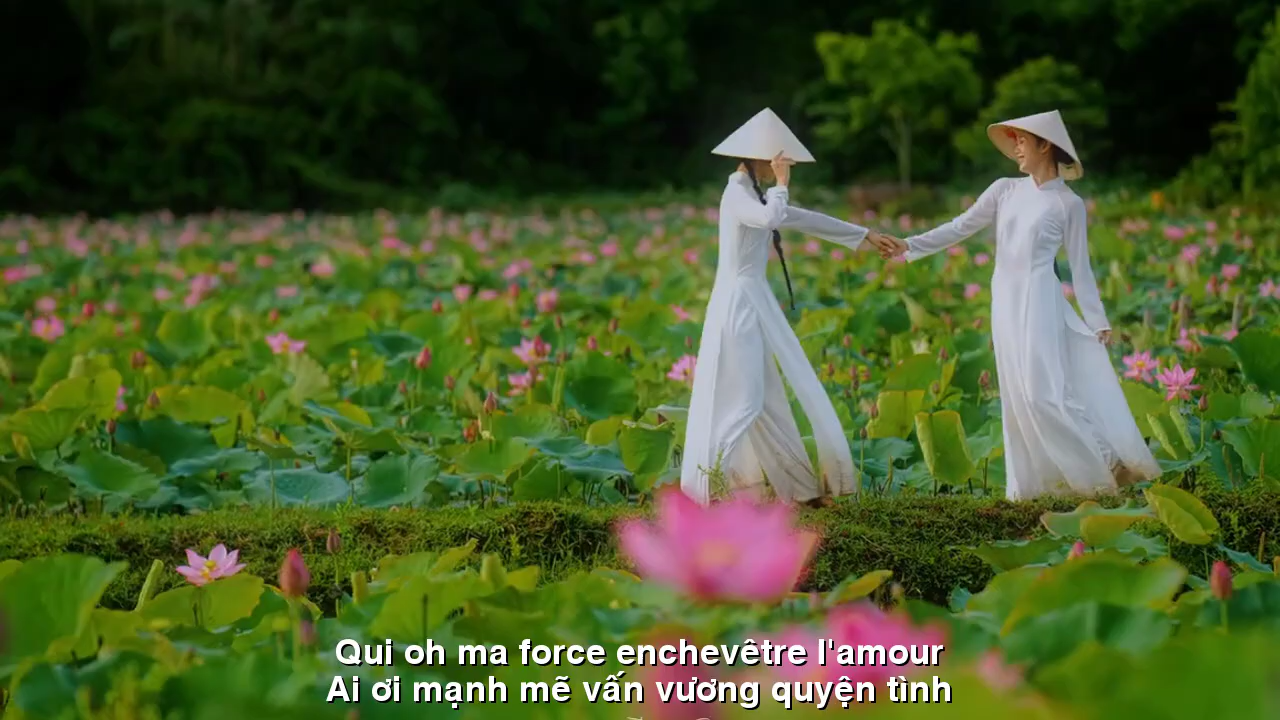 Qui oh ma force enchevêtre l'amour
Ai ơi mạnh mẽ vấn vương quyện tình